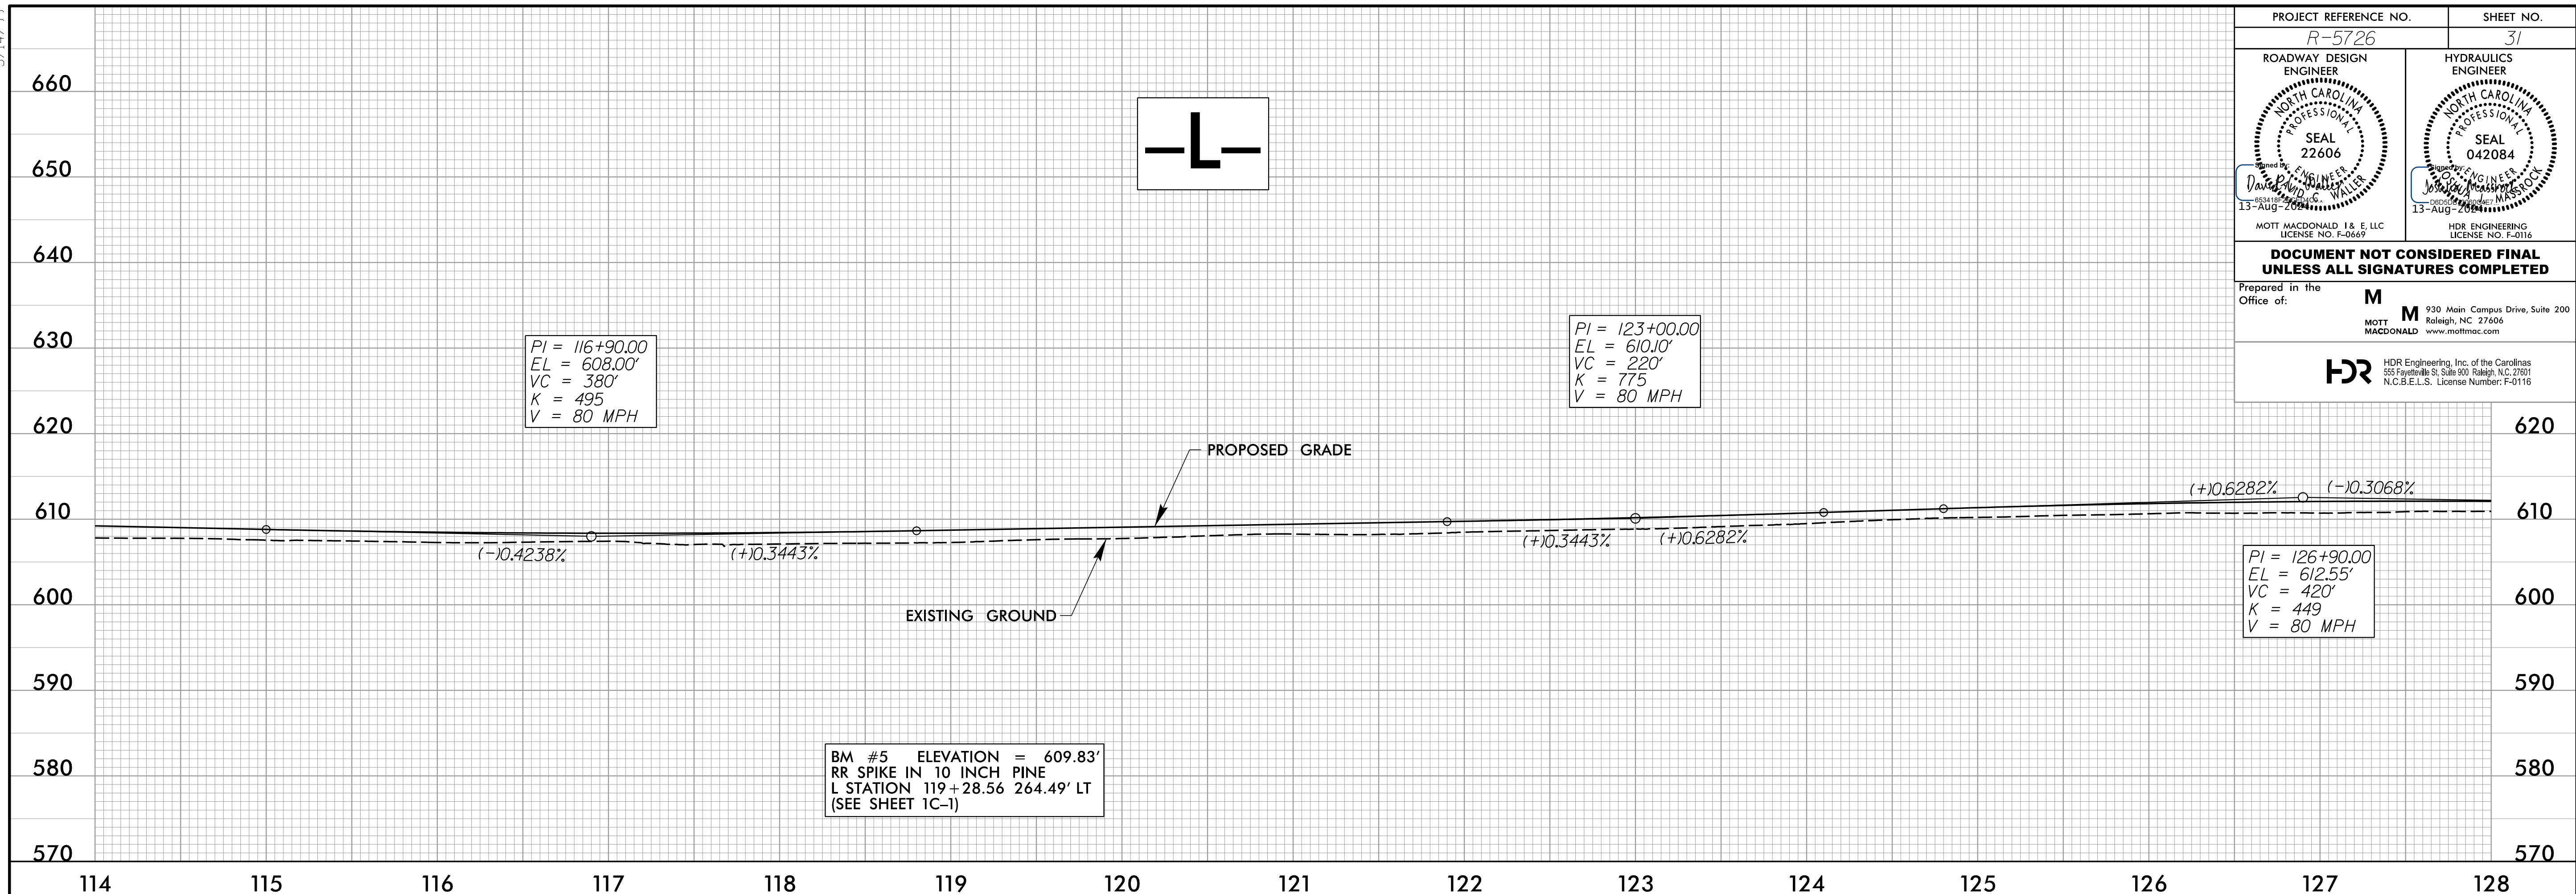 PROJECT REFERENCE NO.
SHEET NO.
R-5726
31
ROADWAY DESIGN
ENGINEER
HYDRAULICS
ENGINEER
NORTH CAROLINA
PROFESSIONAL
SEAL
22606
ENGINEER
DAVID C. WALLER
Signed by:
13-Aug-2024
MOTT MACDONALD I & E, LLC
LICENSE NO. F-0669
NORTH CAROLINA
PROFESSIONAL
SEAL
042084
ENGINEER
JOSHUA J. MASSROCK
Signed by:
13-Aug-2024
HDR ENGINEERING
LICENSE NO. F-0116
DOCUMENT NOT CONSIDERED FINAL
UNLESS ALL SIGNATURES COMPLETED
Prepared in the
Office of:
M
M
MOTT
MACDONALD
930 Main Campus Drive, Suite 200
Raleigh, NC 27606
www.mottmac.com
HDR
HDR Engineering, Inc. of the Carolinas
555 Fayetteville St, Suite 900 Raleigh, N.C. 27601
N.C.B.E.L.S. License Number: F-0116
660
650
640
630
620
610
600
590
580
570
–L–
PI = 116+90.00
EL = 608.00'
VC = 380'
K = 495
V = 80 MPH
PI = 123+00.00
EL = 610.10'
VC = 220'
K = 775
V = 80 MPH
PROPOSED GRADE
EXISTING GROUND
(-)0.4238%
(+)0.3443%
(+)0.3443%
(+)0.6282%
(+)0.6282%
(-)0.3068%
PI = 126+90.00
EL = 612.55'
VC = 420'
K = 449
V = 80 MPH
BM #5 ELEVATION = 609.83'
RR SPIKE IN 10 INCH PINE
L STATION 119+28.56 264.49' LT
(SEE SHEET 1C-1)
620
610
600
590
580
570
114 115 116 117 118 119 120 121 122 123 124 125 126 127 128